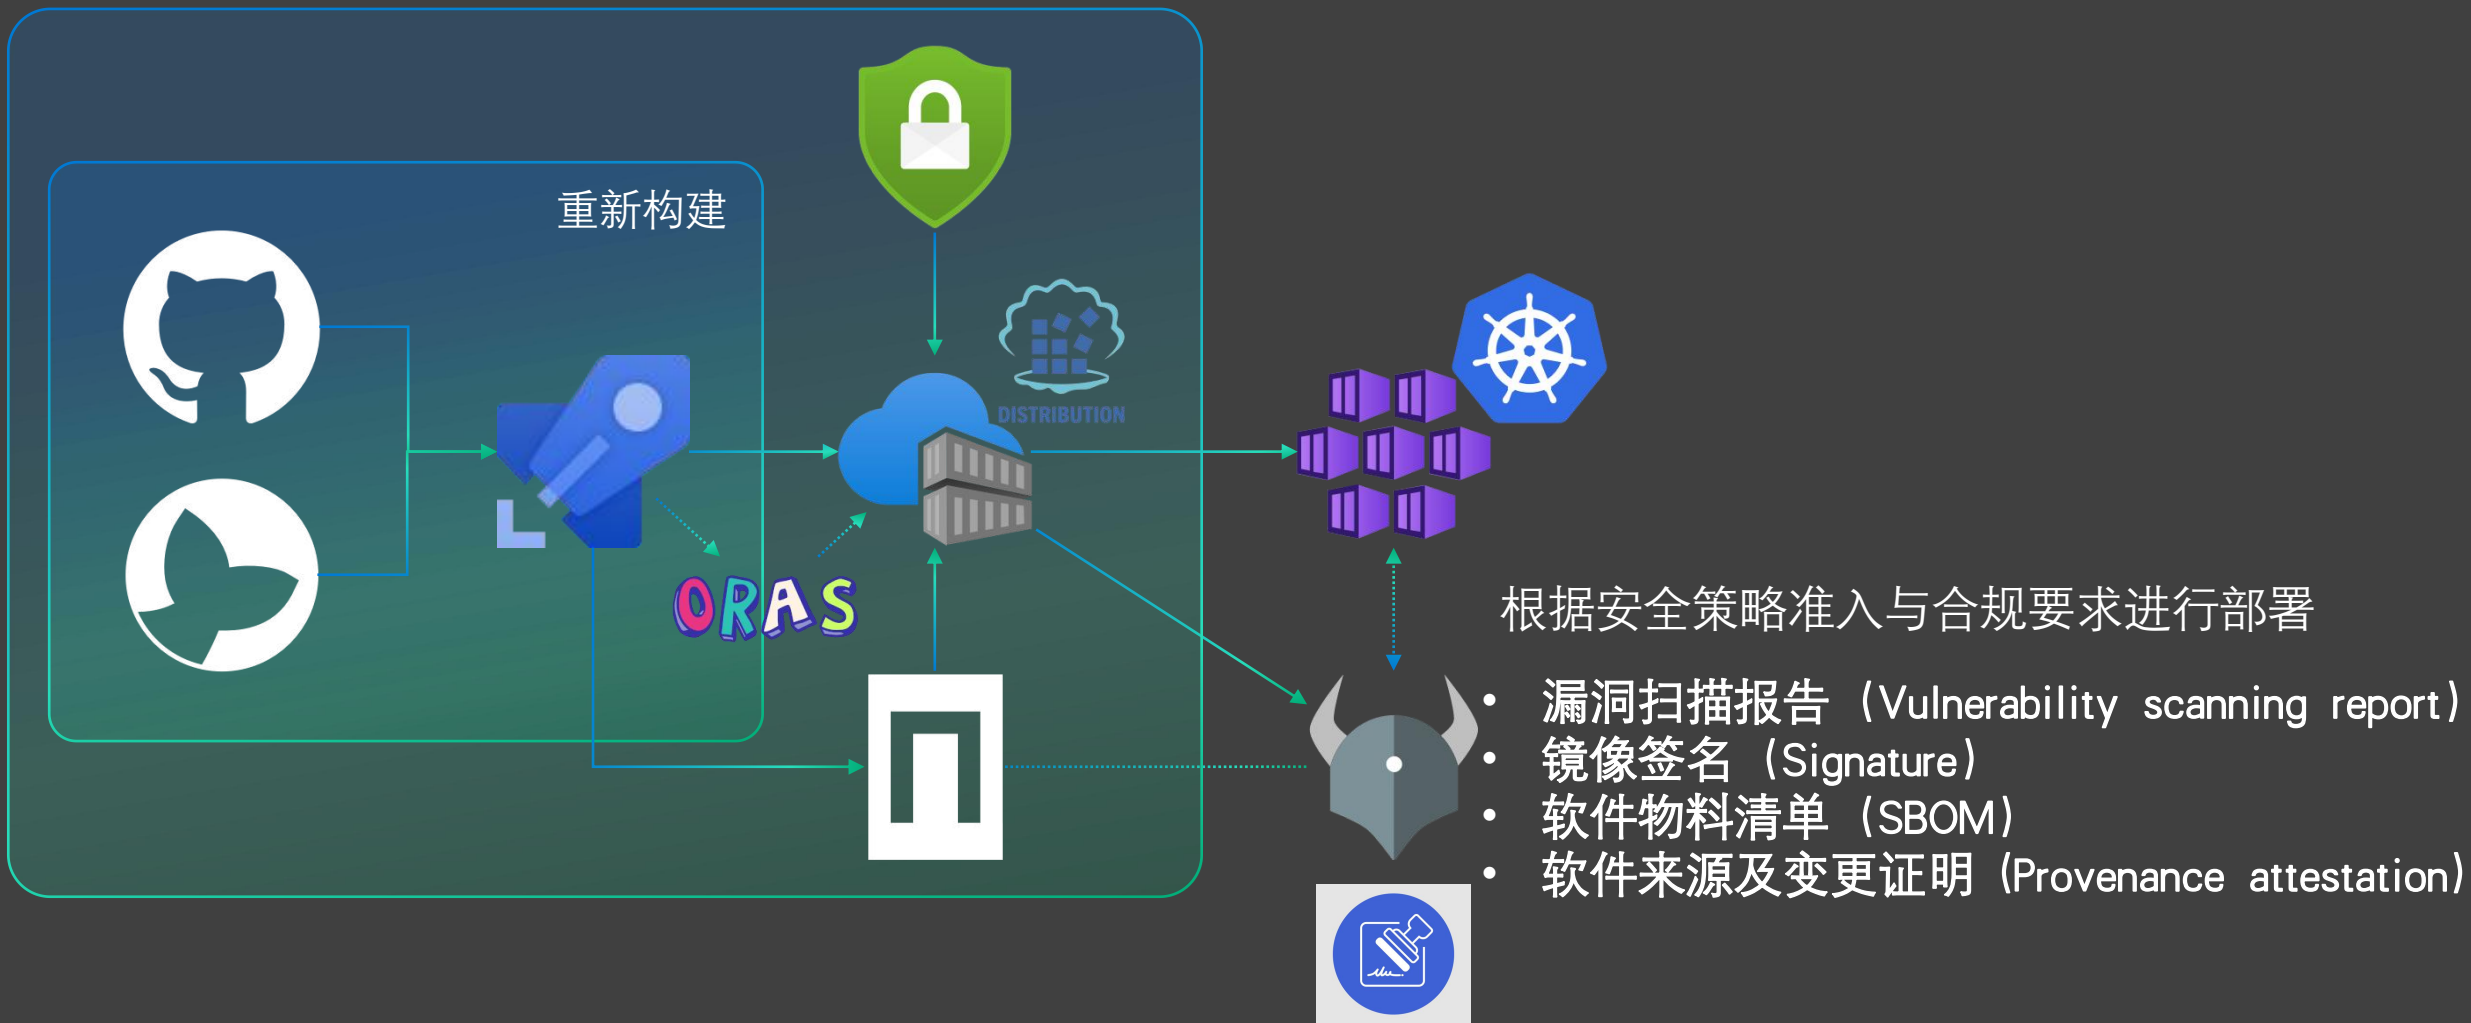 重新构建
DISTRIBUTION
ORAS
根据安全策略准入与合规要求进行部署
• 漏洞扫描报告 (Vulnerability scanning report)
• 镜像签名 (Signature)
• 软件物料清单 (SBOM)
• 软件来源及变更证明 (Provenance attestation)